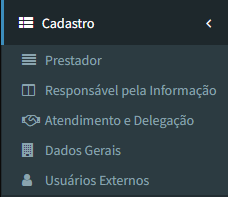 Cadastro
Prestador
Responsável pela Informação
Atendimento e Delegação
Dados Gerais
Usuários Externos